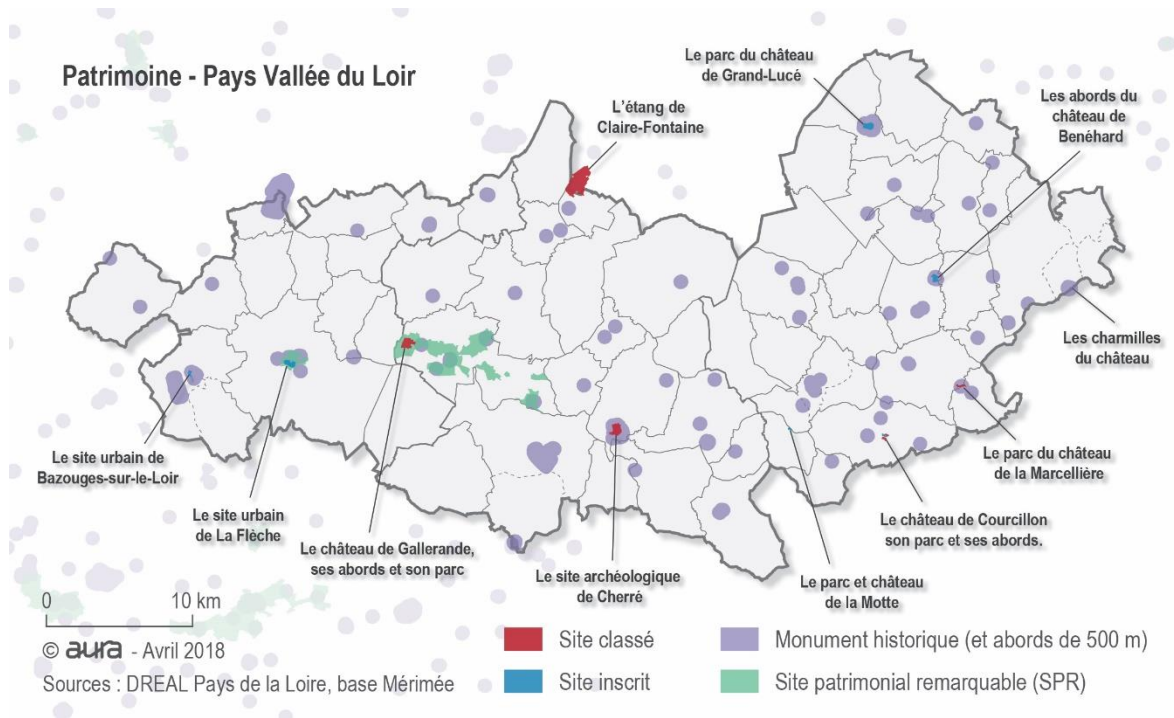 Patrimoine - Pays Vallée du Loir
Le parc du château
de Grand-Lucé
L'étang de
Claire-Fontaine
Les abords du
château de
Benéhard
Les charmilles
du château
Le site urbain de
Bazouges-sur-le-Loir
Le site urbain
de La Flèche
Le château de Gallerande,
ses abords et son parc
Le site archéologique
de Cherré
Le parc et château
de la Motte
Le château de Courcillon
son parc et ses abords.
Le parc du château
de la Marcellière
0 10 km
© aura - Avril 2018
Sources : DREAL Pays de la Loire, base Mérimée
Site classé
Site inscrit
Monument historique (et abords de 500 m)
Site patrimonial remarquable (SPR)